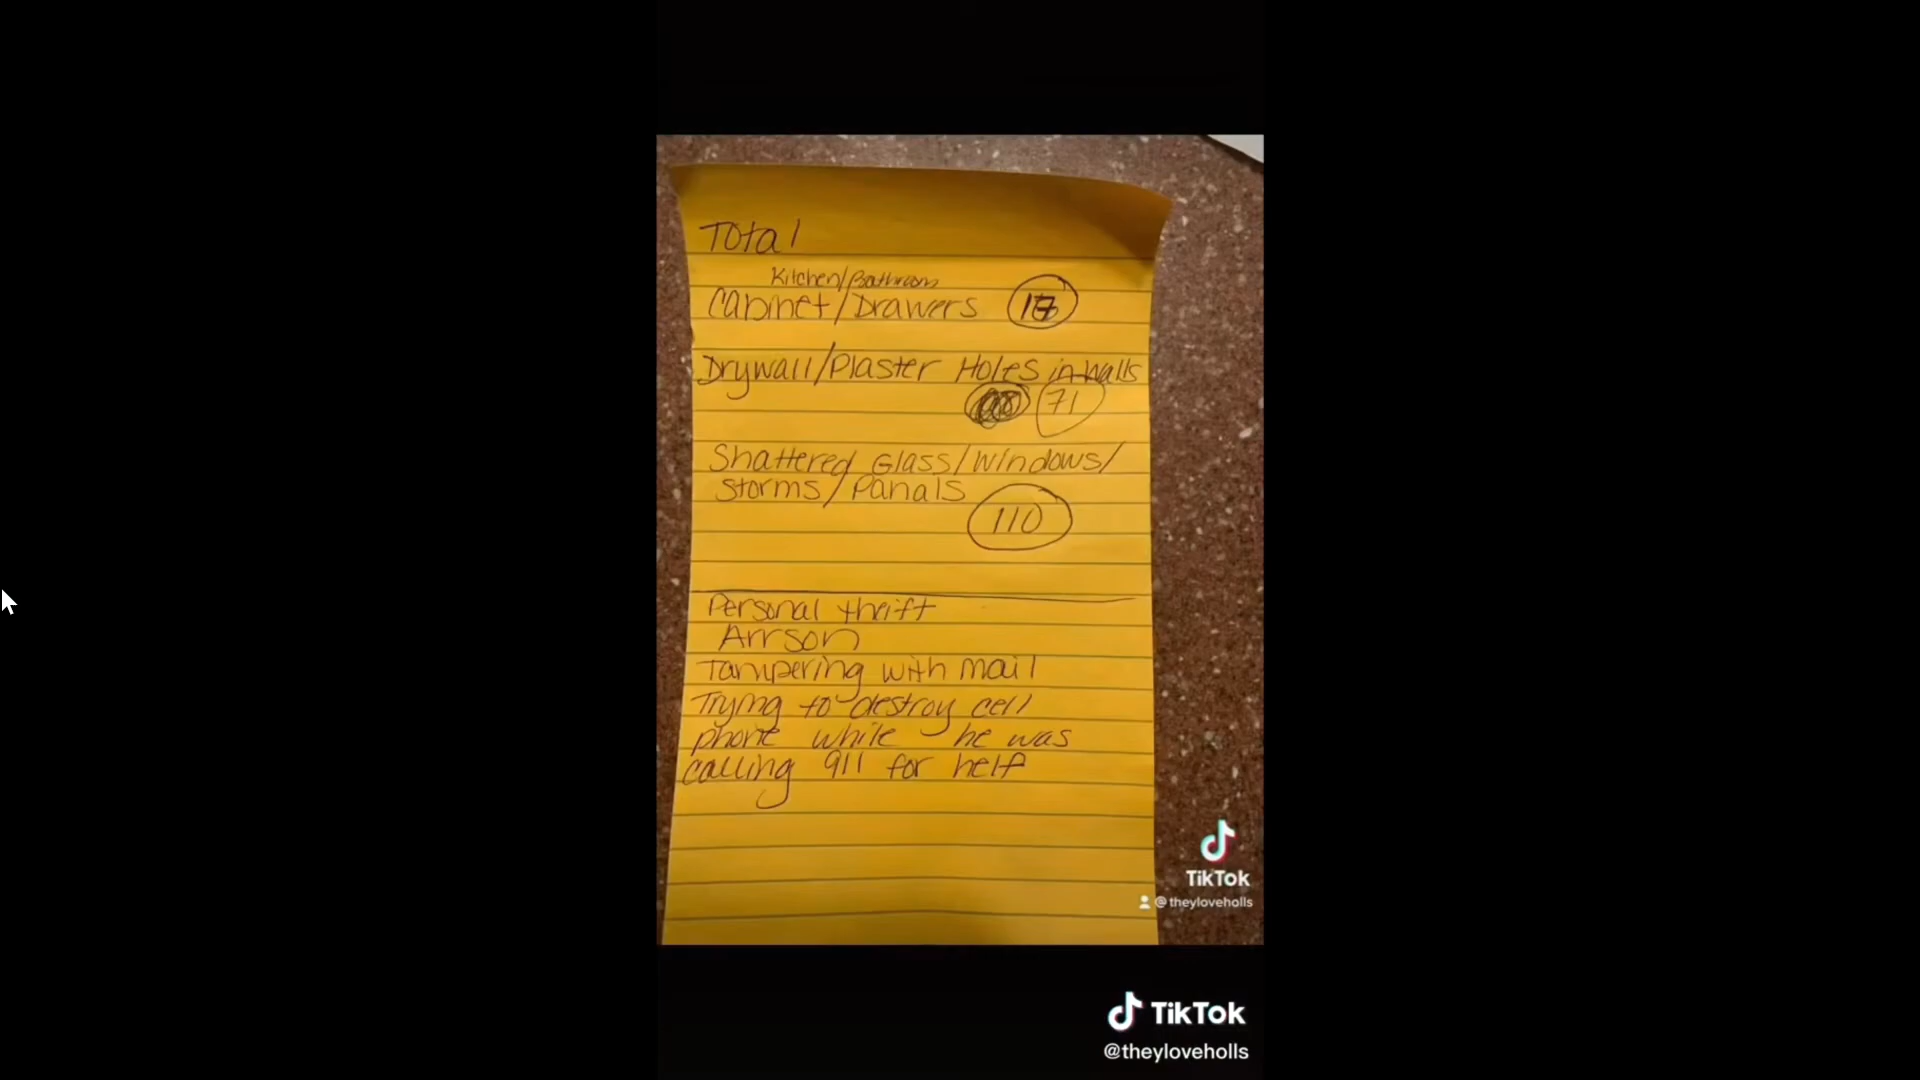 Total
Kitchen/Bathroom
Cabinet/Drawers 17
Drywall/Plaster Holes in walls
71
Shattered Glass/Windows/
Storms/Panals
110
Personal thrift
Arrson
Tampering with mail
Trying to destroy cell
phone while he was
calling 911 for help
TikTok
@theyloveholls
TikTok
@theyloveholls